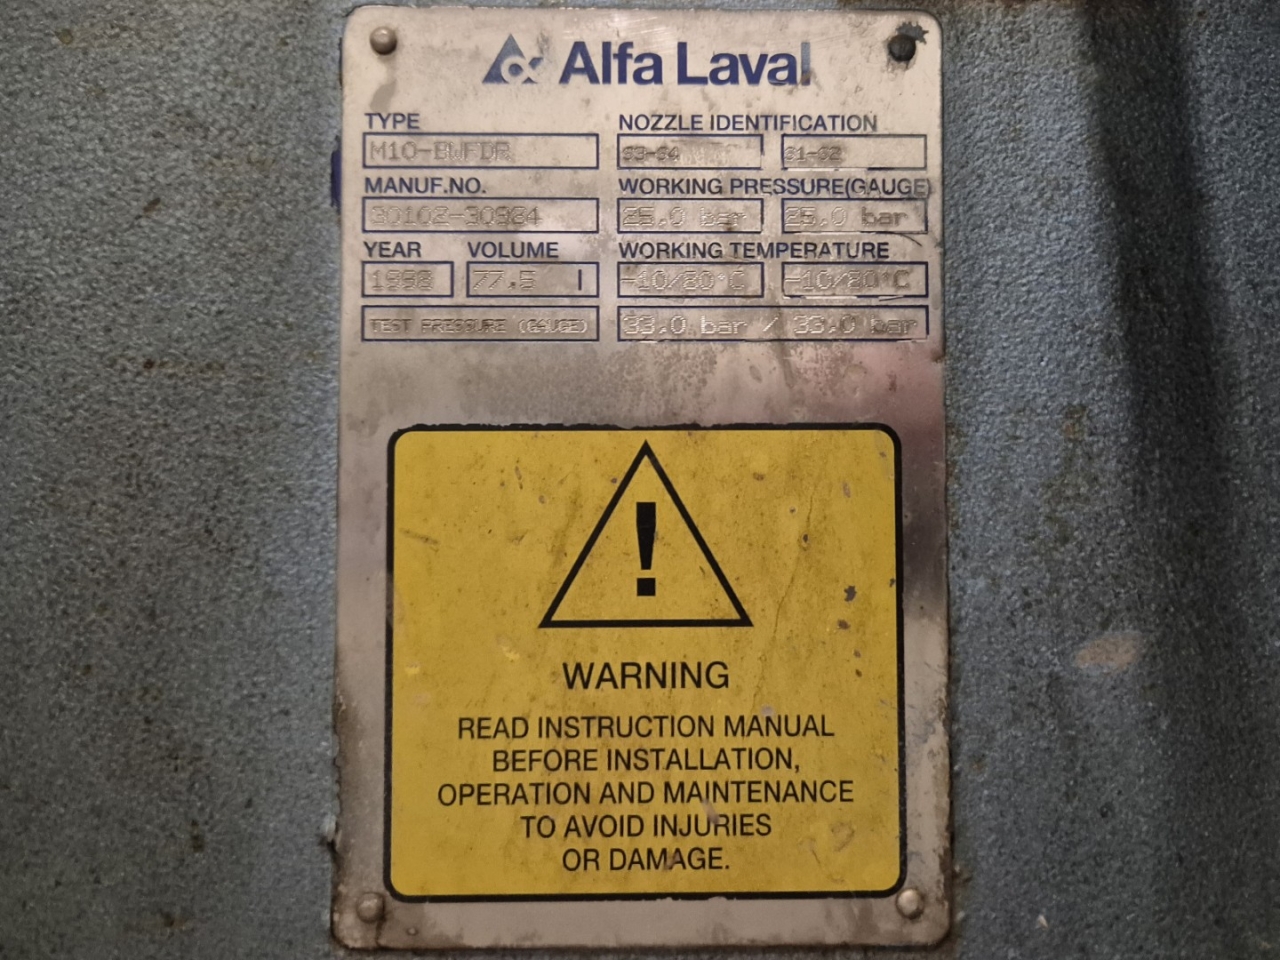 Alfa Laval
TYPE NOZZLE IDENTIFICATION
M10-BWFDR S3-S4 S1-S2
MANUF.NO. WORKING PRESSURE(GAUGE)
25.0 bar 25.0 bar
YEAR VOLUME WORKING TEMPERATURE
77.5 l -10/80°C -10/80°C
TEST PRESSURE (GAUGE) 33.0 bar / 33.0 bar
!
WARNING
READ INSTRUCTION MANUAL
BEFORE INSTALLATION,
OPERATION AND MAINTENANCE
TO AVOID INJURIES
OR DAMAGE.